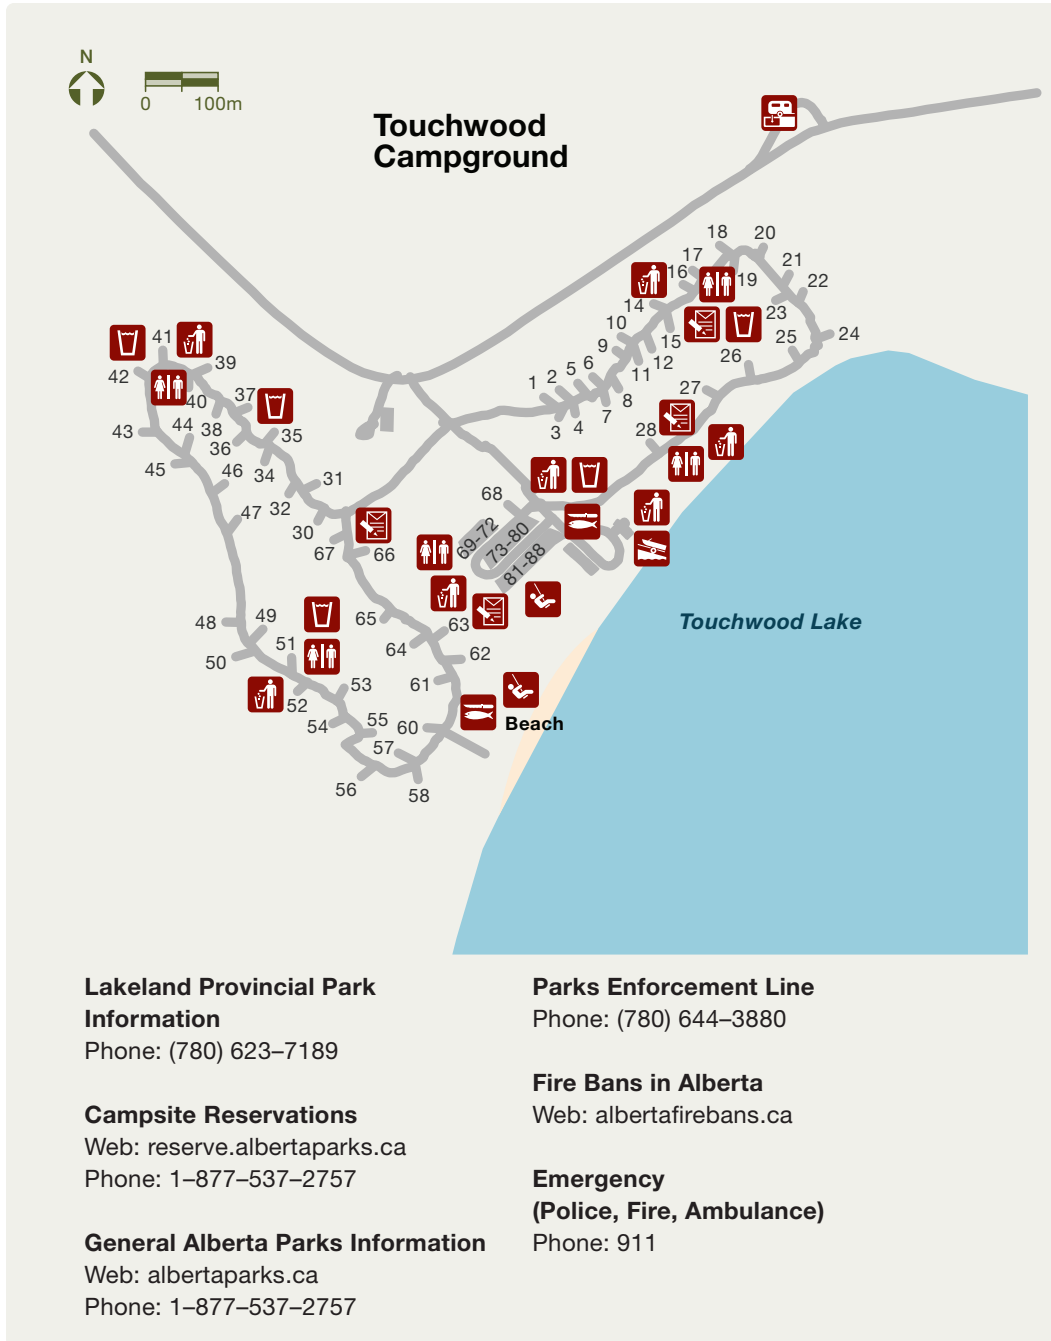 N
0 100m
Touchwood
Campground
18 20
17
21
16 19
22
14
23
10
24
15
25
9
12
26
41
39
6
11
42
5
27
2
8
1
40
37
7
4
3
28
43
44
38
35
36
45
46
34
31
68
47
32
30
69-72
73-80
67
66
81-88
48
49
65
63
Touchwood Lake
51
64
50
62
53
61
52
54
55
60
Beach
57
56
58
Lakeland Provincial Park
Information
Phone: (780) 623–7189
Campsite Reservations
Web: reserve.albertaparks.ca
Phone: 1–877–537–2757
General Alberta Parks Information
Web: albertaparks.ca
Phone: 1–877–537–2757
Parks Enforcement Line
Phone: (780) 644–3880
Fire Bans in Alberta
Web: albertafirebans.ca
Emergency
(Police, Fire, Ambulance)
Phone: 911